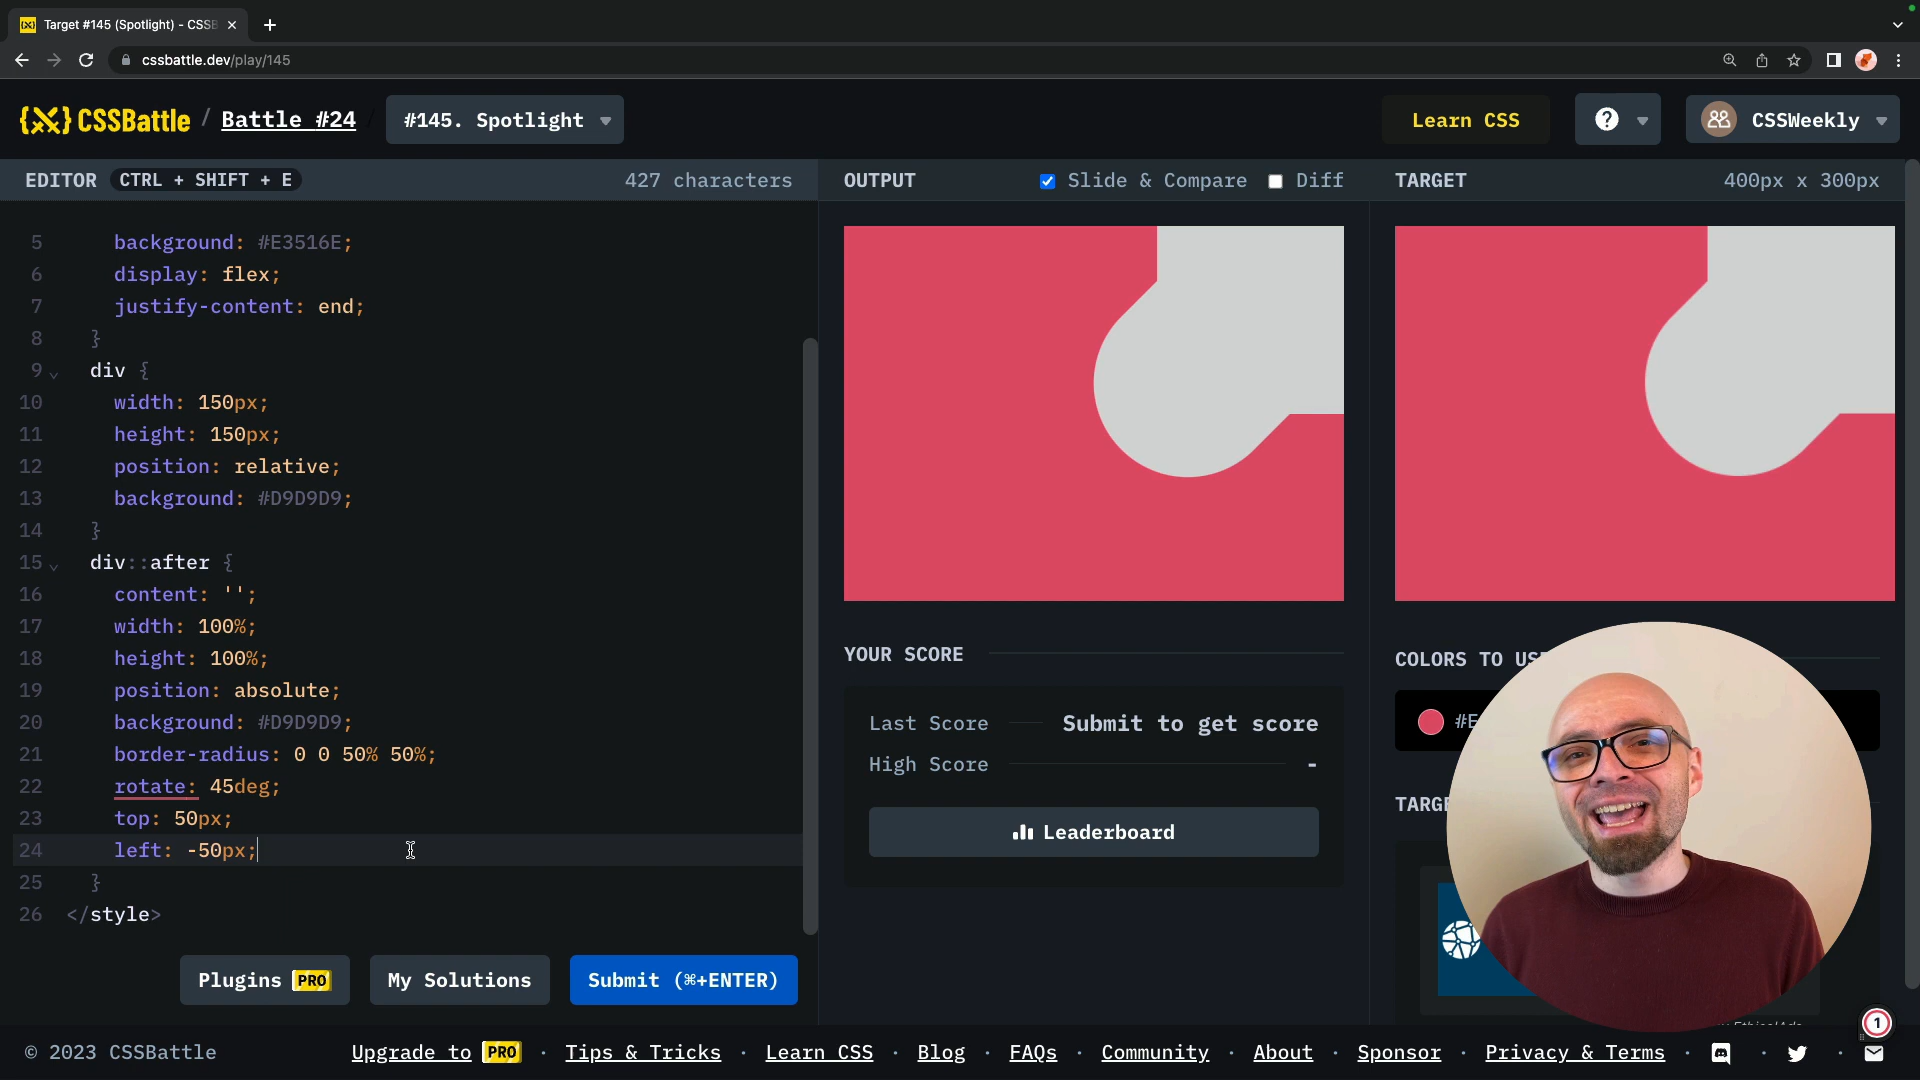 Target #145 (Spotlight) - CSSB
cssbattle.dev/play/145
CSSBattle / Battle #24 / #145. Spotlight
Learn CSS
?
CSSWeekly
EDITOR CTRL + SHIFT + E 427 characters
OUTPUT Slide & Compare Diff
TARGET 400px x 300px
5 background: #E3516E;
6 display: flex;
7 justify-content: end;
8 }
9 div {
10 width: 150px;
11 height: 150px;
12 position: relative;
13 background: #D9D9D9;
14 }
15 div::after {
16 content: '';
17 width: 100%;
18 height: 100%;
19 position: absolute;
20 background: #D9D9D9;
21 border-radius: 0 0 50% 50%;
22 rotate: 45deg;
23 top: 50px;
24 left: -50px;
25 }
26 </style>
YOUR SCORE
Last Score Submit to get score
High Score -
Leaderboard
COLORS TO US
#E
TARGE
Plugins PRO
My Solutions
Submit (⌘+ENTER)
1
© 2023 CSSBattle
Upgrade to PRO · Tips & Tricks · Learn CSS · Blog · FAQs · Community · About · Sponsor · Privacy & Terms